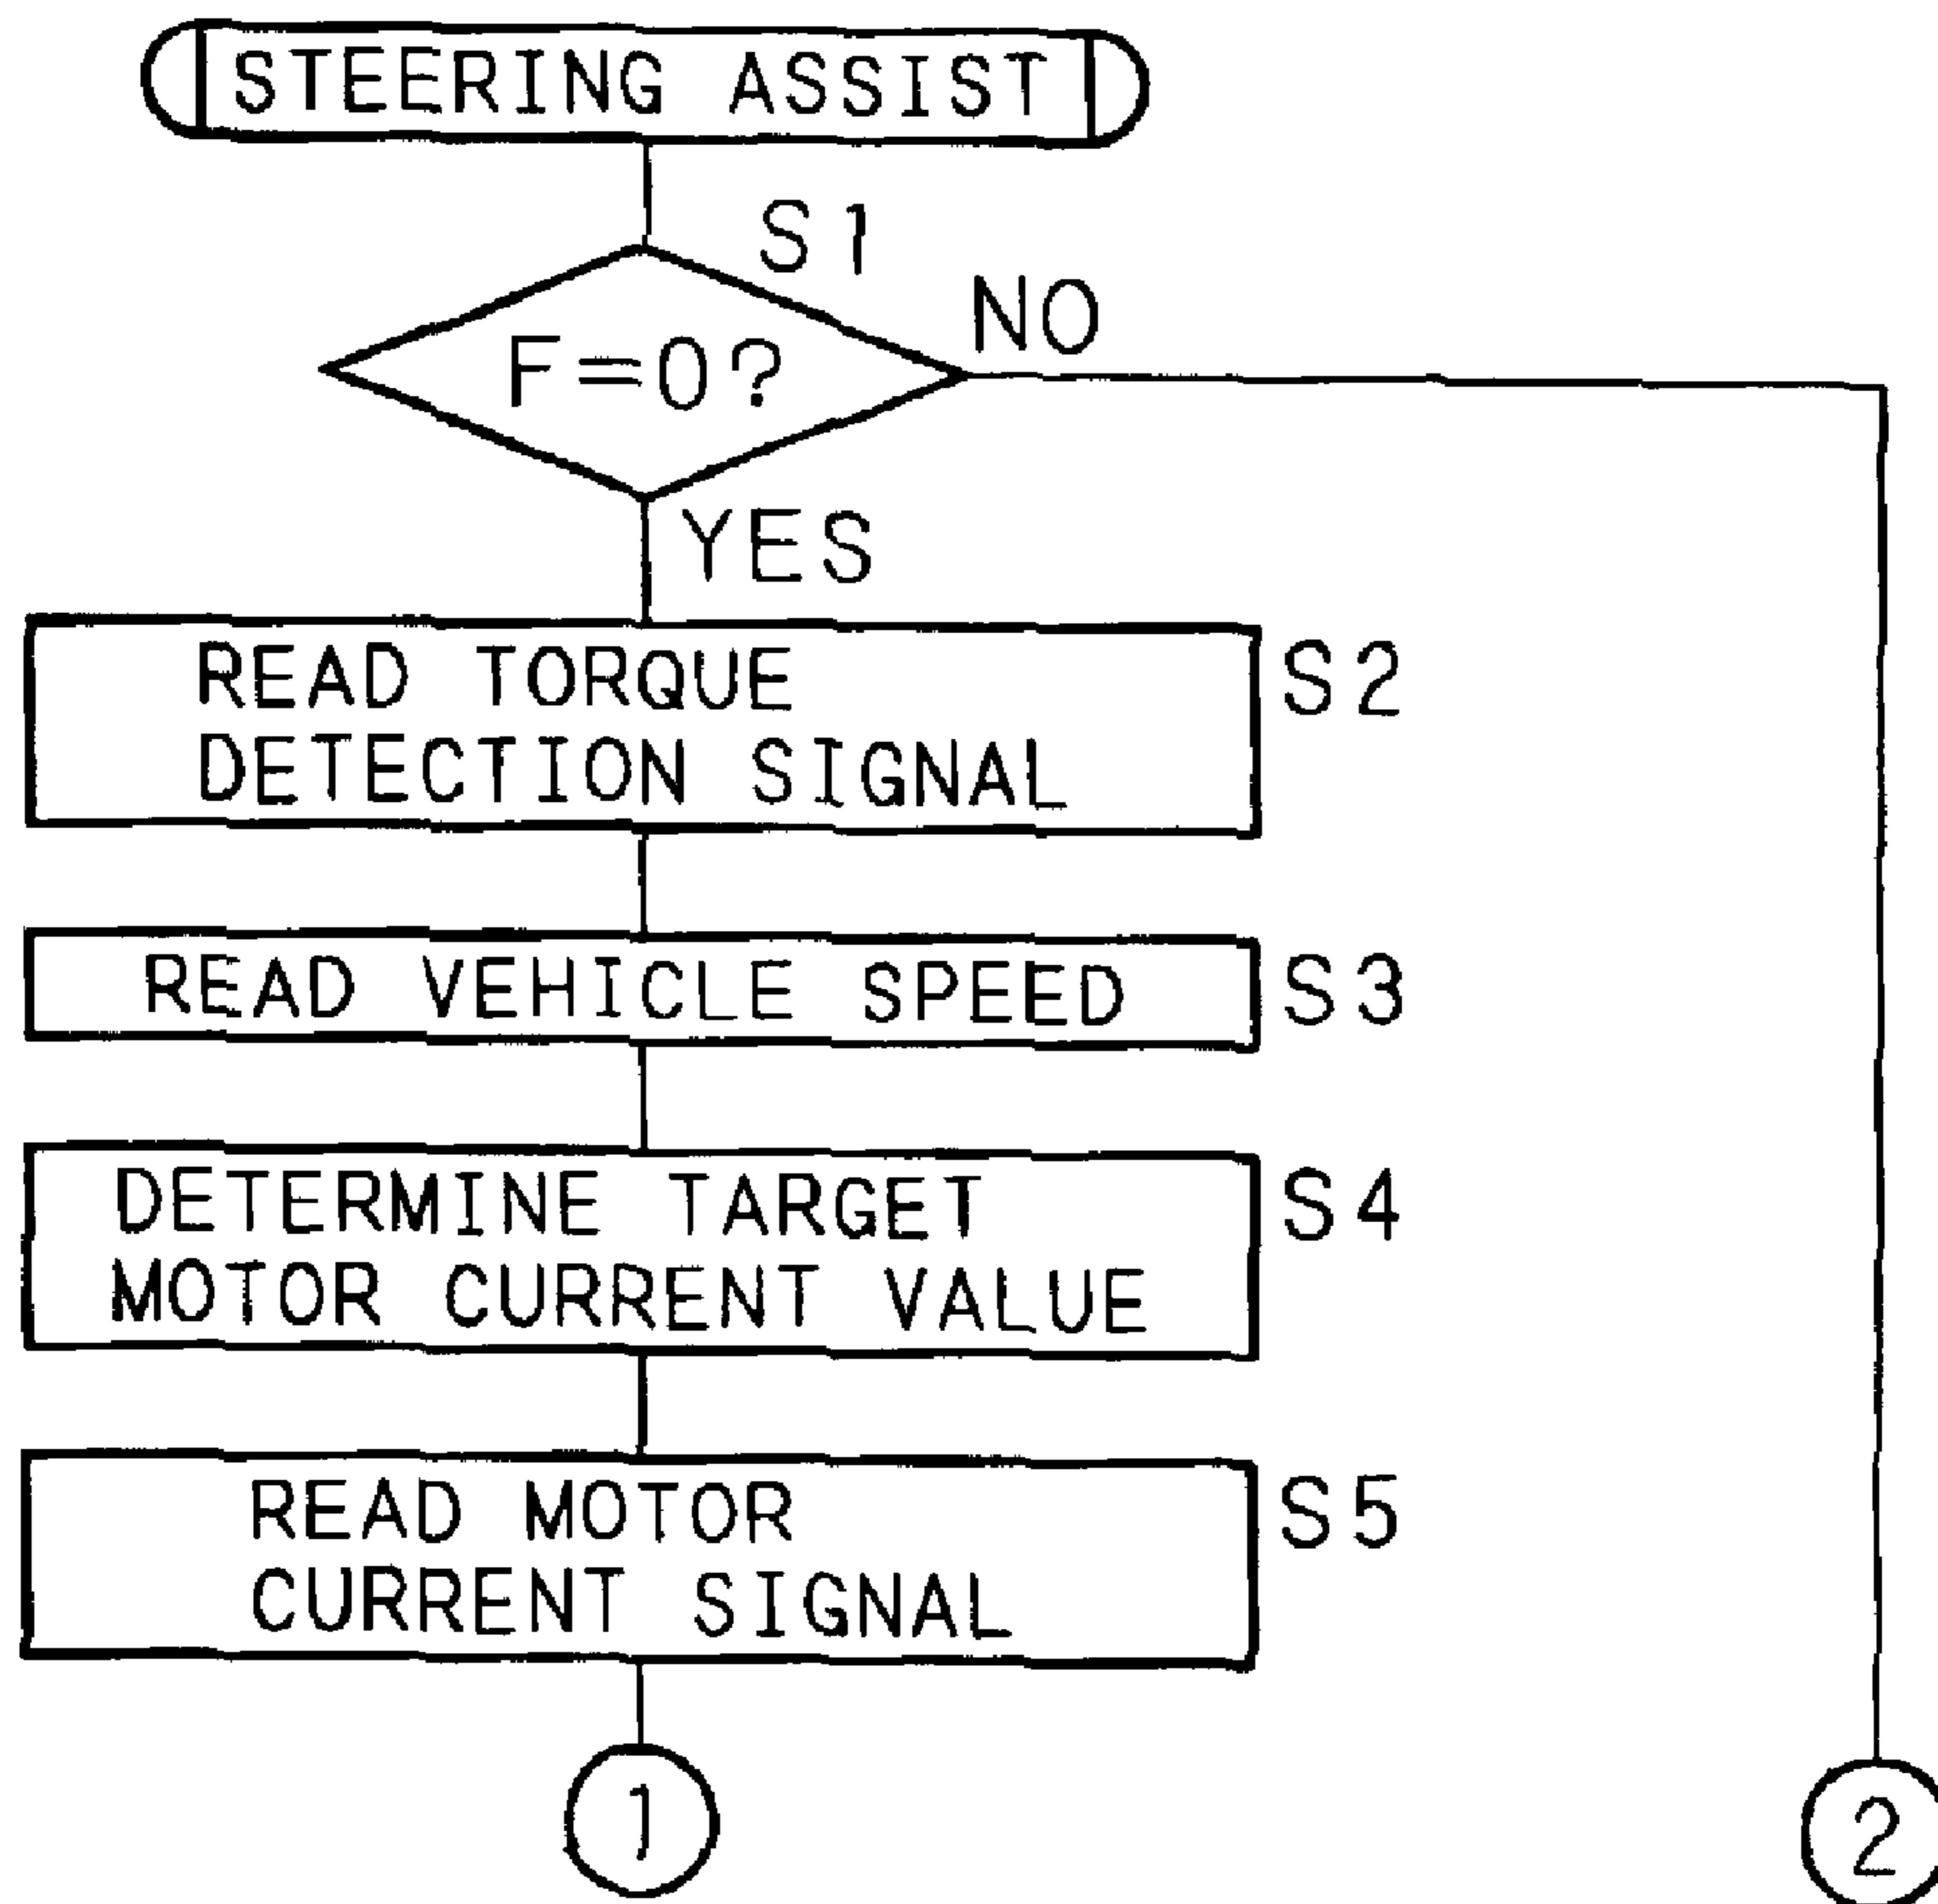 STEERING ASSIST
S1
NO
F=0?
YES
READ TORQUE
DETECTION SIGNAL
S2
READ VEHICLE SPEED
S3
DETERMINE TARGET
MOTOR CURRENT VALUE
S4
READ MOTOR
CURRENT SIGNAL
S5
1
2